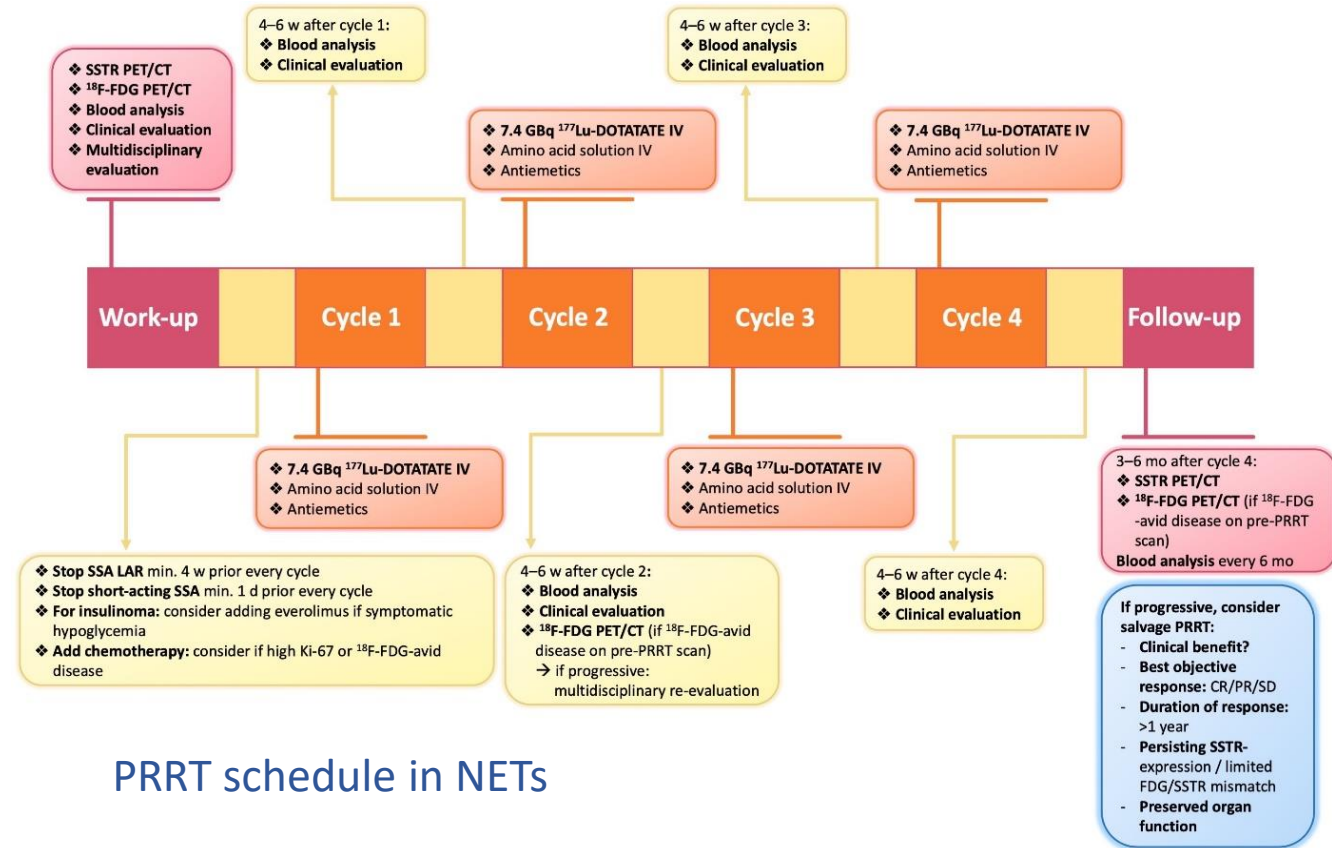 4–6 w after cycle 1:
❖ Blood analysis
❖ Clinical evaluation
4–6 w after cycle 3:
❖ Blood analysis
❖ Clinical evaluation
❖ SSTR PET/CT
❖ ¹⁸F-FDG PET/CT
❖ Blood analysis
❖ Clinical evaluation
❖ Multidisciplinary
evaluation
❖ 7.4 GBq ¹⁷⁷Lu-DOTATATE IV
❖ Amino acid solution IV
❖ Antiemetics
❖ 7.4 GBq ¹⁷⁷Lu-DOTATATE IV
❖ Amino acid solution IV
❖ Antiemetics
Work-up
Cycle 1
Cycle 2
Cycle 3
Cycle 4
Follow-up
❖ 7.4 GBq ¹⁷⁷Lu-DOTATATE IV
❖ Amino acid solution IV
❖ Antiemetics
❖ 7.4 GBq ¹⁷⁷Lu-DOTATATE IV
❖ Amino acid solution IV
❖ Antiemetics
❖ Stop SSA LAR min. 4 w prior every cycle
❖ Stop short-acting SSA min. 1 d prior every cycle
❖ For insulinoma: consider adding everolimus if symptomatic
hypoglycemia
❖ Add chemotherapy: consider if high Ki-67 or ¹⁸F-FDG-avid
disease
4–6 w after cycle 2:
❖ Blood analysis
❖ Clinical evaluation
❖ ¹⁸F-FDG PET/CT (if ¹⁸F-FDG-avid
disease on pre-PRRT scan)
→ if progressive:
multidisciplinary re-evaluation
4–6 w after cycle 4:
❖ Blood analysis
❖ Clinical evaluation
3–6 mo after cycle 4:
❖ SSTR PET/CT
❖ ¹⁸F-FDG PET/CT (if ¹⁸F-FDG
-avid disease on pre-PRRT
scan)
Blood analysis every 6 mo
If progressive, consider
salvage PRRT:
- Clinical benefit?
- Best objective
response: CR/PR/SD
- Duration of response:
>1 year
- Persisting SSTR-
expression / limited
FDG/SSTR mismatch
- Preserved organ
function
PRRT schedule in NETs